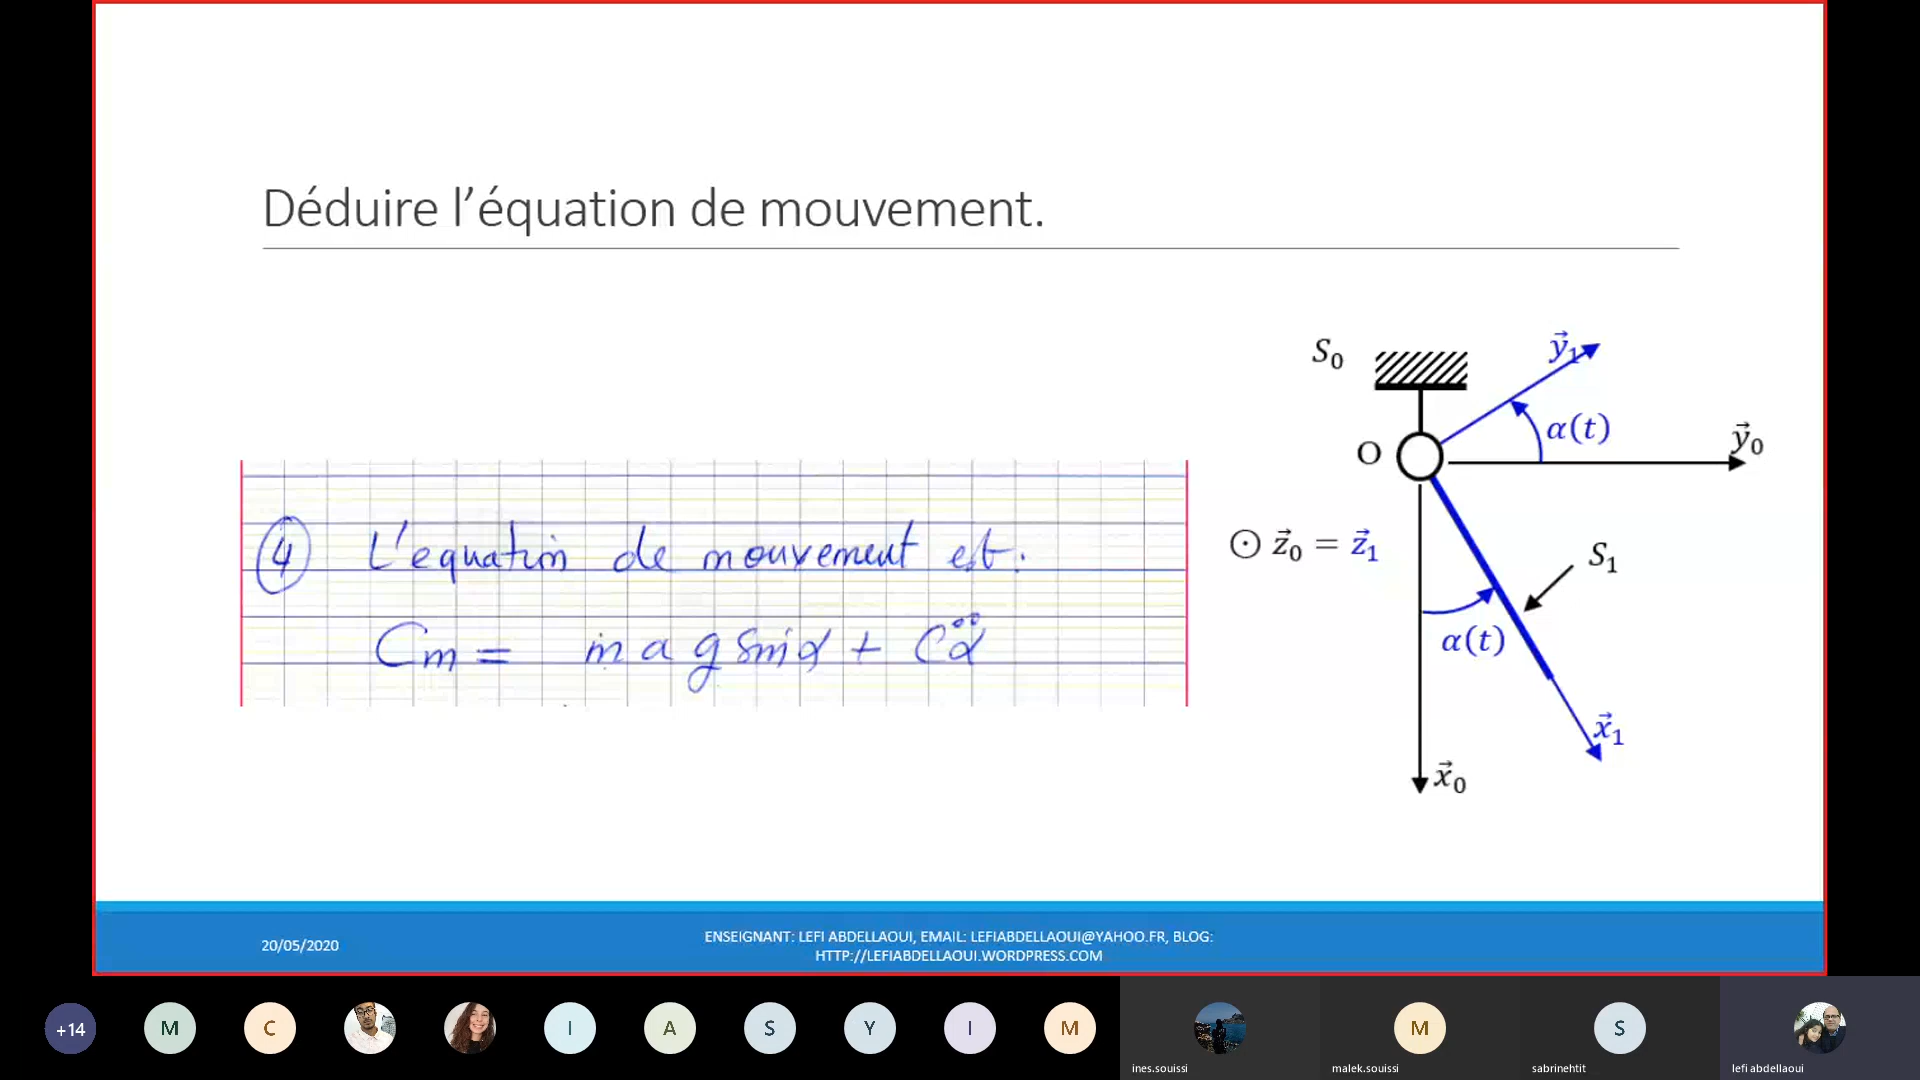 Déduire l’équation de mouvement.
S0
y⃗1
α(t)
O
y⃗0
④ L'equation de mouvement est.
⊙ z⃗0 = z⃗1
S1
Cm = m a g sin α + C α̈
α(t)
x⃗1
x⃗0
20/05/2020
ENSEIGNANT: LEFI ABDELLAOUI, EMAIL: LEFIABDELLAOUI@YAHOO.FR, BLOG:
HTTP://LEFIABDELLAOUI.WORDPRESS.COM
+14
M
C
I
A
S
Y
I
M
M
S
ines.souissi
malek.souissi
sabrinehtit
lefi abdellaoui